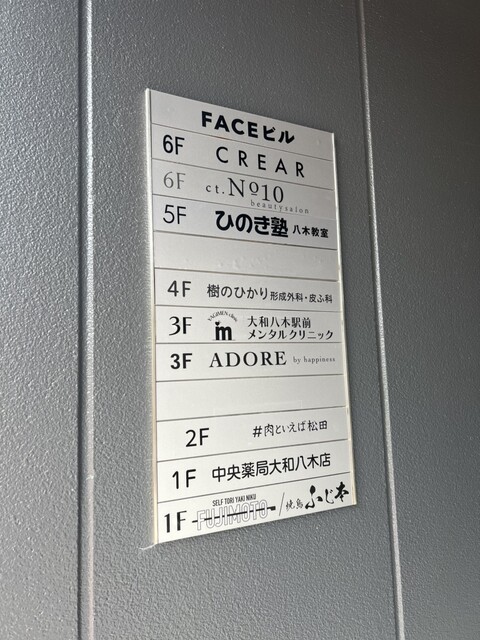 FACEビル
6F CREAR
6F ct.№10
beautysalon
5F ひのき塾 八木教室
4F 樹のひかり 形成外科・皮ふ科
3F 大和八木駅前
メンタルクリニック
3F ADORE by happiness
2F #肉といえば松田
1F 中央薬局大和八木店
SELF TORI YAKI NIKU
1F FUJIMOTO / 焼鳥 ふじ本